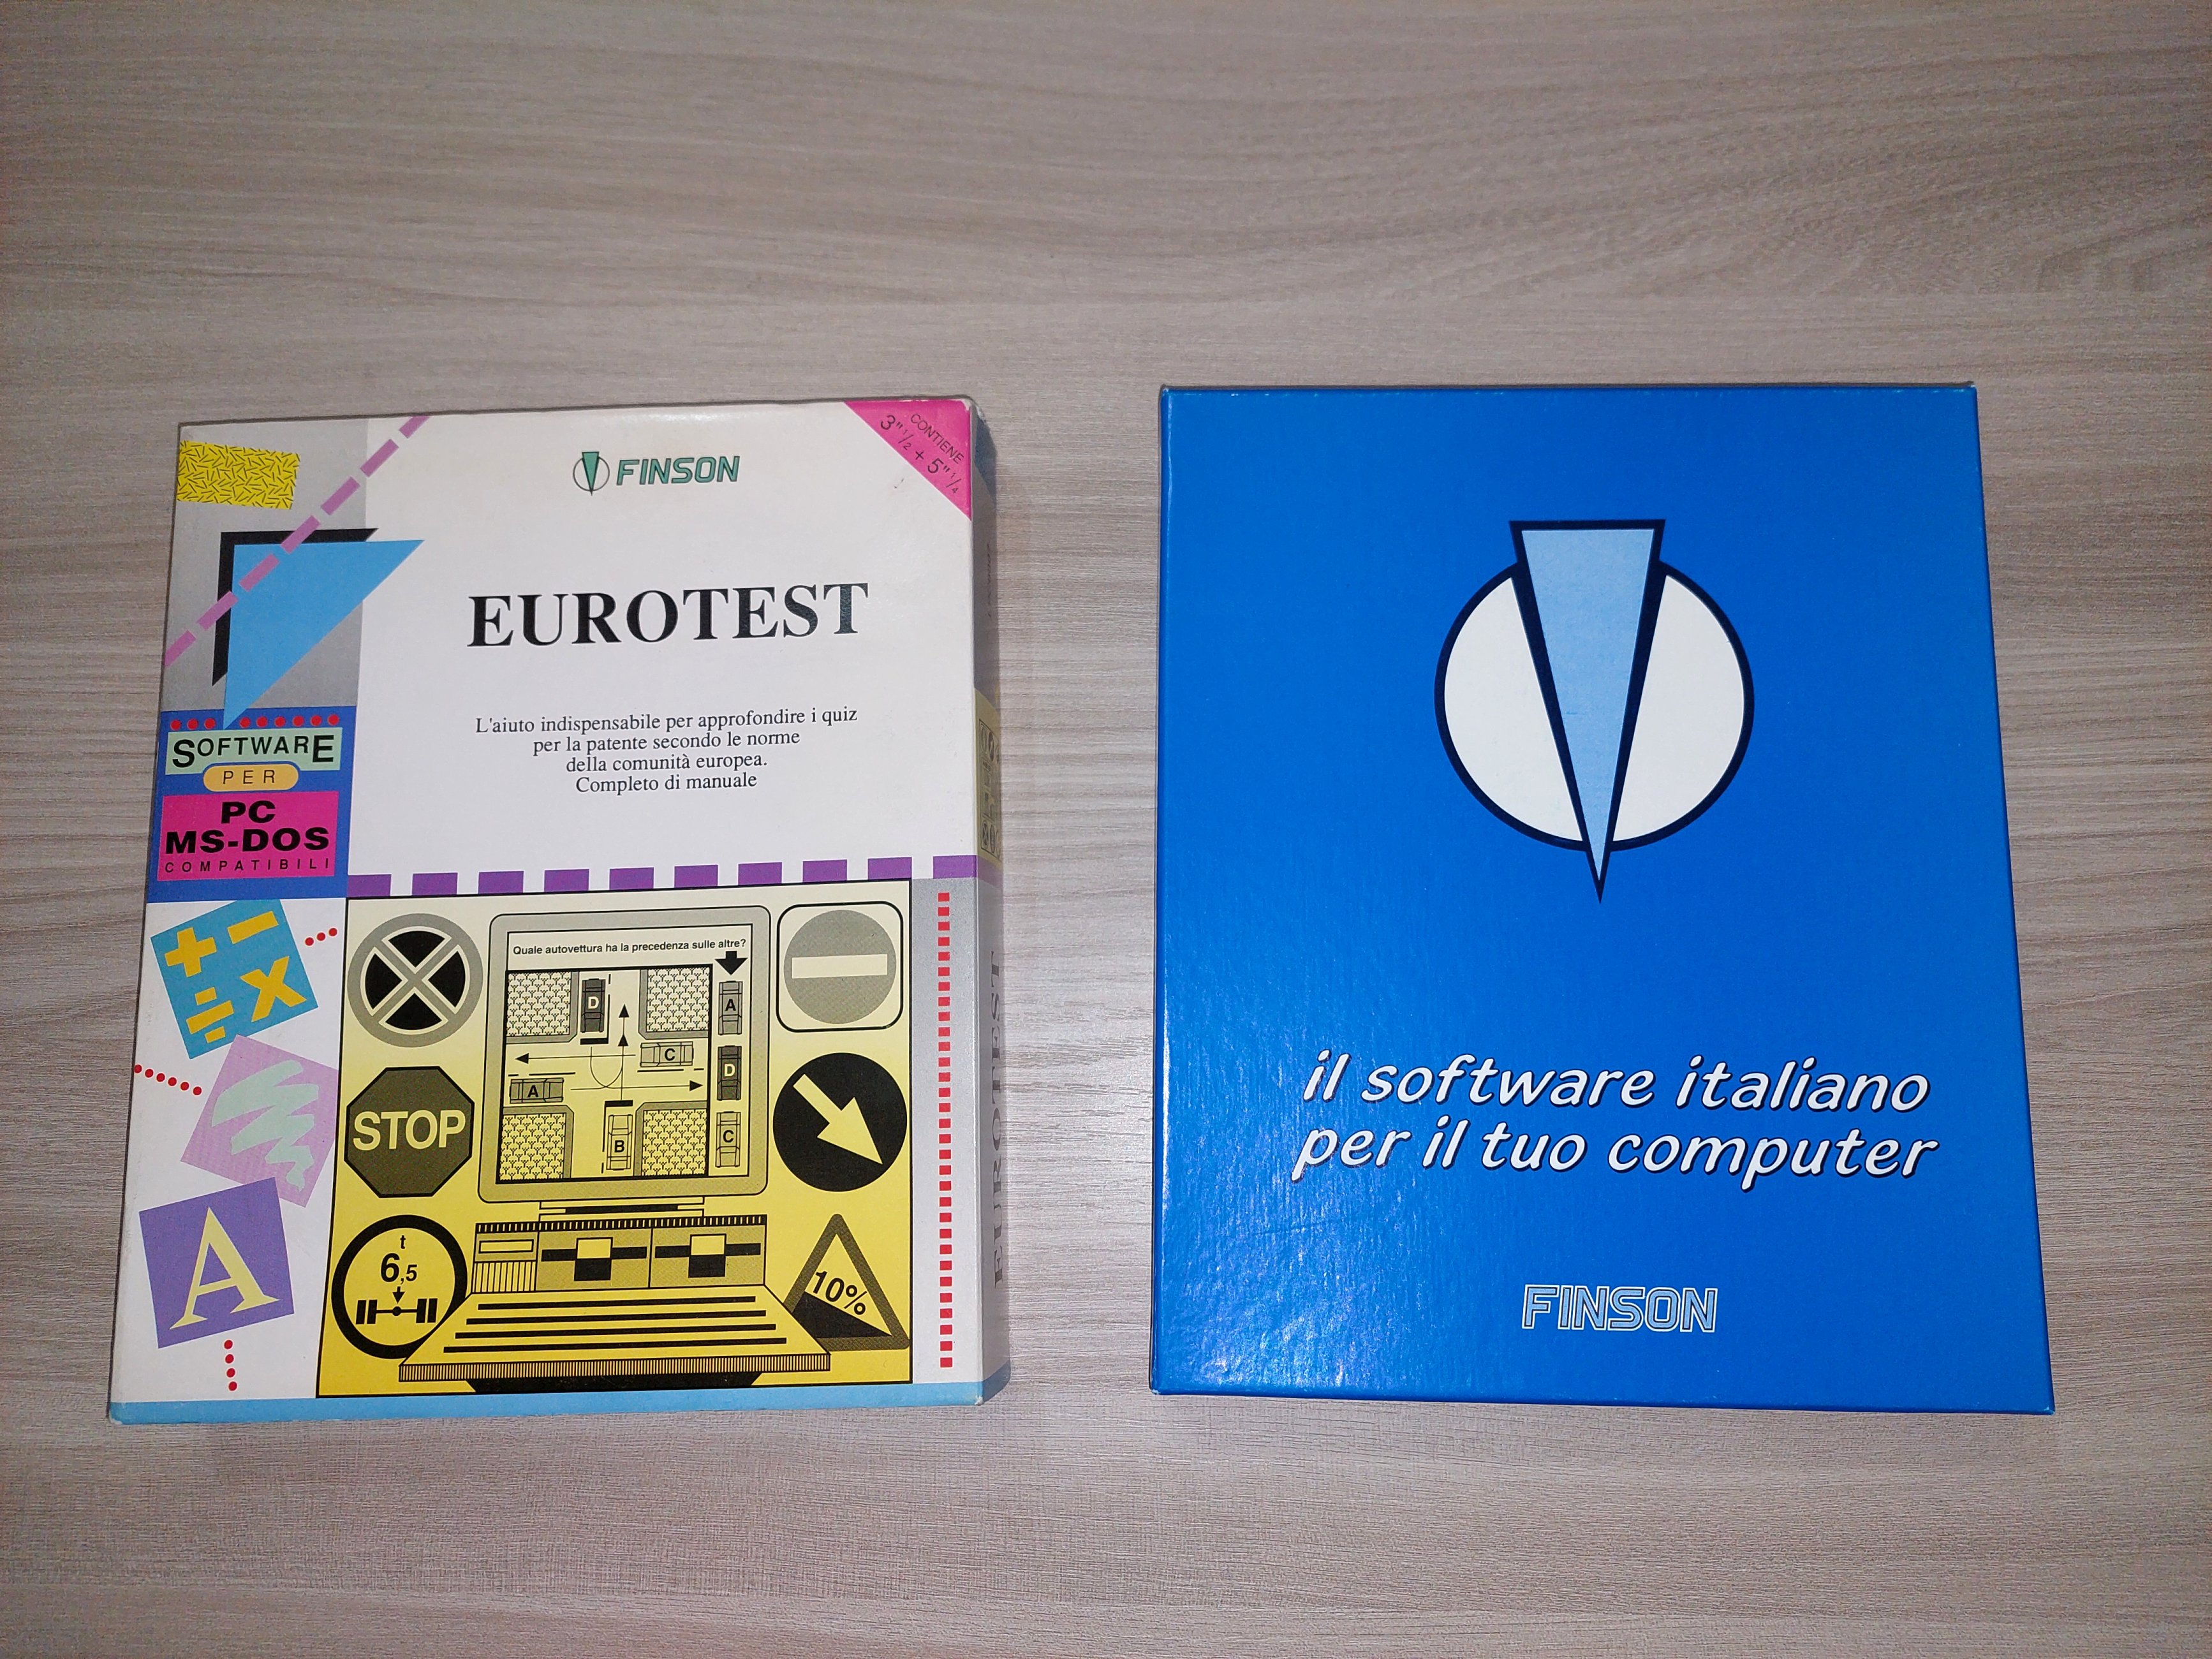 CONTIENE
3"1/2 + 5"1/4
FINSON
EUROTEST
L'aiuto indispensabile per approfondire i quiz
per la patente secondo le norme
della comunità europea.
Completo di manuale
SOFTWARE
PER
PC
MS-DOS
COMPATIBILI
Quale autovettura ha la precedenza sulle altre?
D
A
C
D
A
B
C
STOP
t
6,5
10%
A
EUROTEST
il software italiano
per il tuo computer
FINSON